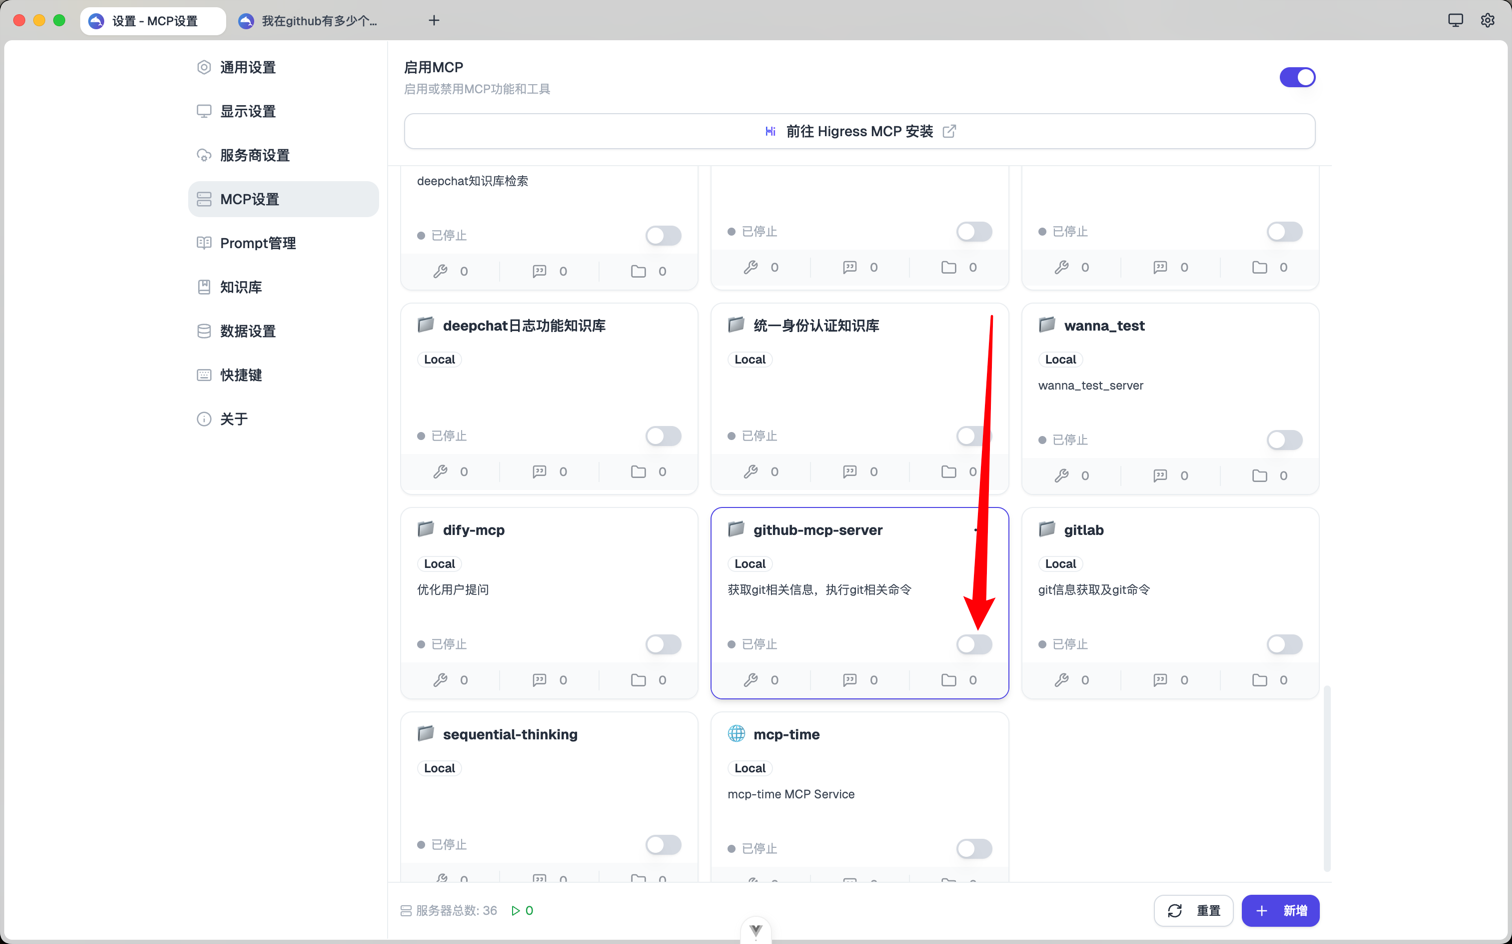 设置 - MCP设置
我在github有多少个...
通用设置
显示设置
服务商设置
MCP设置
Prompt管理
知识库
数据设置
快捷键
关于
启用MCP
启用或禁用MCP功能和工具
Hi 前往 Higress MCP 安装
deepchat知识库检索
已停止
0 0 0
已停止
0 0 0
已停止
0 0 0
deepchat日志功能知识库
Local
已停止
0 0 0
统一身份认证知识库
Local
已停止
0 0 0
wanna_test
Local
wanna_test_server
已停止
0 0 0
dify-mcp
Local
优化用户提问
已停止
0 0 0
github-mcp-server
Local
获取git相关信息，执行git相关命令
已停止
0 0 0
gitlab
Local
git信息获取及git命令
已停止
0 0 0
sequential-thinking
Local
已停止
0 0 0
mcp-time
Local
mcp-time MCP Service
已停止
服务器总数: 36
0
重置
新增